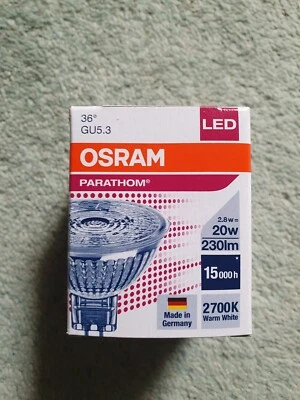 36°
GU5.3
LED
OSRAM
PARATHOM®
2.8w=
20w
230lm
15 000 h
Made in
Germany
2700K
Warm White